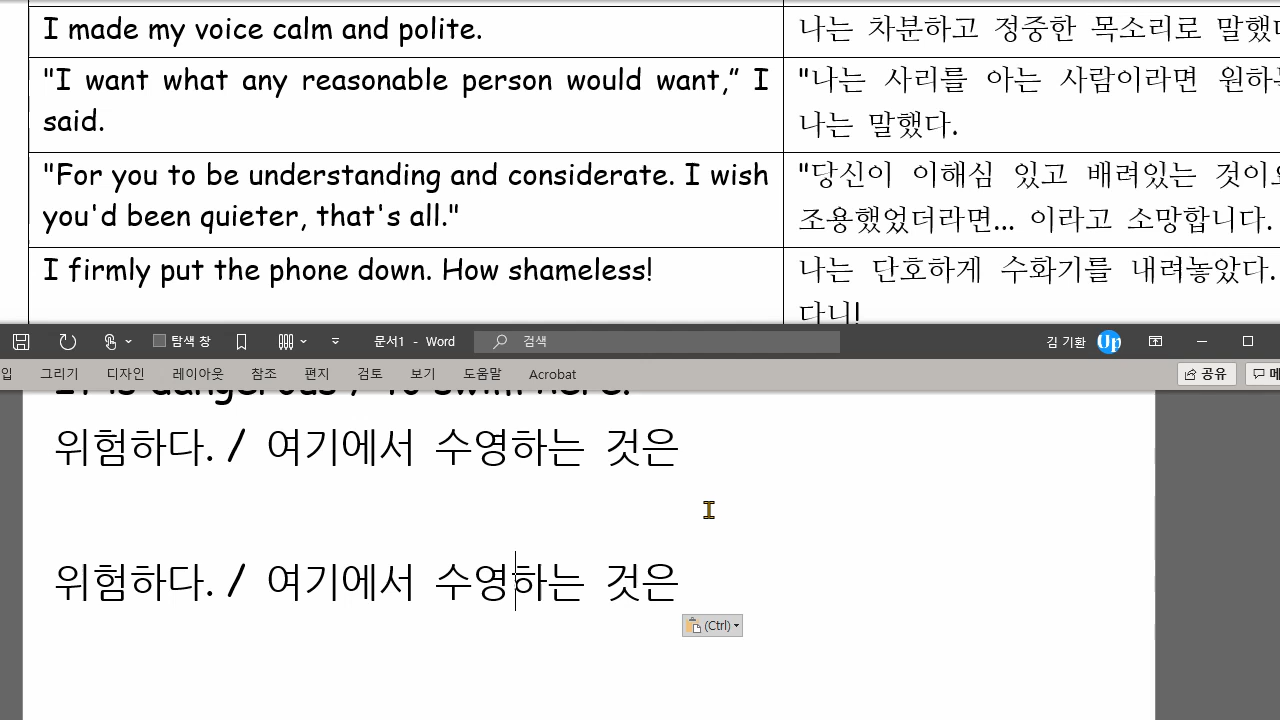 I made my voice calm and polite.
나는 차분하고 정중한 목소리로 말했
"I want what any reasonable person would want,” I
said.
"나는 사리를 아는 사람이라면 원하
나는 말했다.
"For you to be understanding and considerate. I wish
you'd been quieter, that's all."
"당신이 이해심 있고 배려있는 것이
조용했었더라면... 이라고 소망합니다.
I firmly put the phone down. How shameless!
나는 단호하게 수화기를 내려놓았다.
다니!
탐색 창
문서1 - Word
검색
김 기환
Up
입 그리기 디자인 레이아웃 참조 편지 검토 보기 도움말 Acrobat
공유
메
It is dangerous / to swim here.
위험하다. / 여기에서 수영하는 것은
위험하다. / 여기에서 수영하는 것은
(Ctrl)